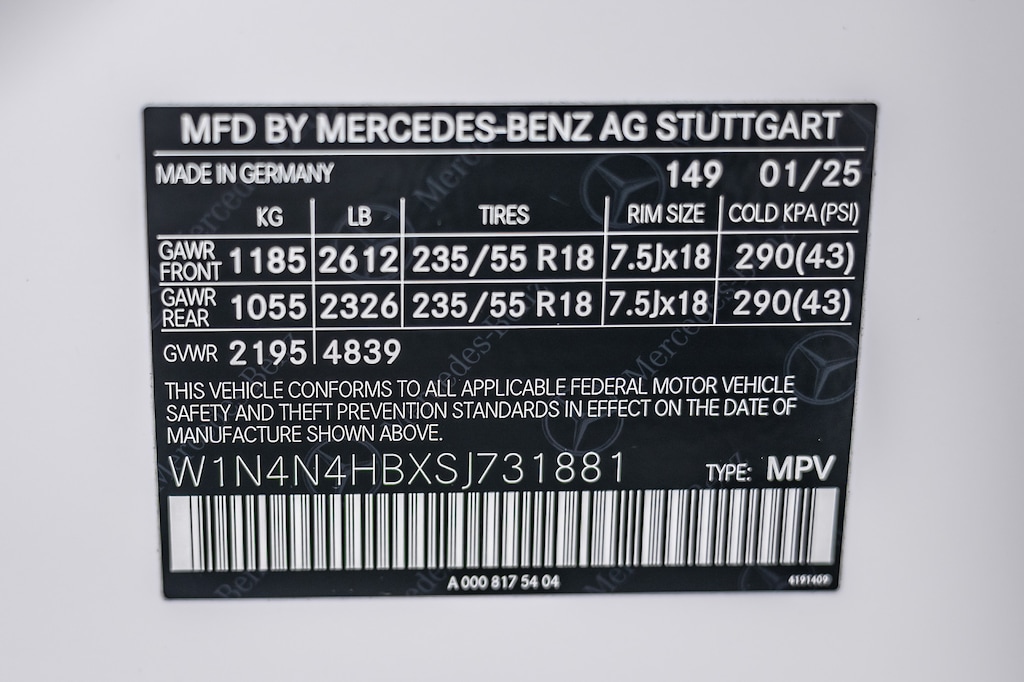 MFD BY MERCEDES-BENZ AG STUTTGART
MADE IN GERMANY 149 01/25
KG LB TIRES RIM SIZE COLD KPA (PSI)
GAWR FRONT 1185 2612 235/55 R18 7.5Jx18 290(43)
GAWR REAR 1055 2326 235/55 R18 7.5Jx18 290(43)
GVWR 2195 4839
THIS VEHICLE CONFORMS TO ALL APPLICABLE FEDERAL MOTOR VEHICLE
SAFETY AND THEFT PREVENTION STANDARDS IN EFFECT ON THE DATE OF
MANUFACTURE SHOWN ABOVE.
W1N4N4HBXSJ731881 TYPE: MPV
A 000 817 54 04 4191409